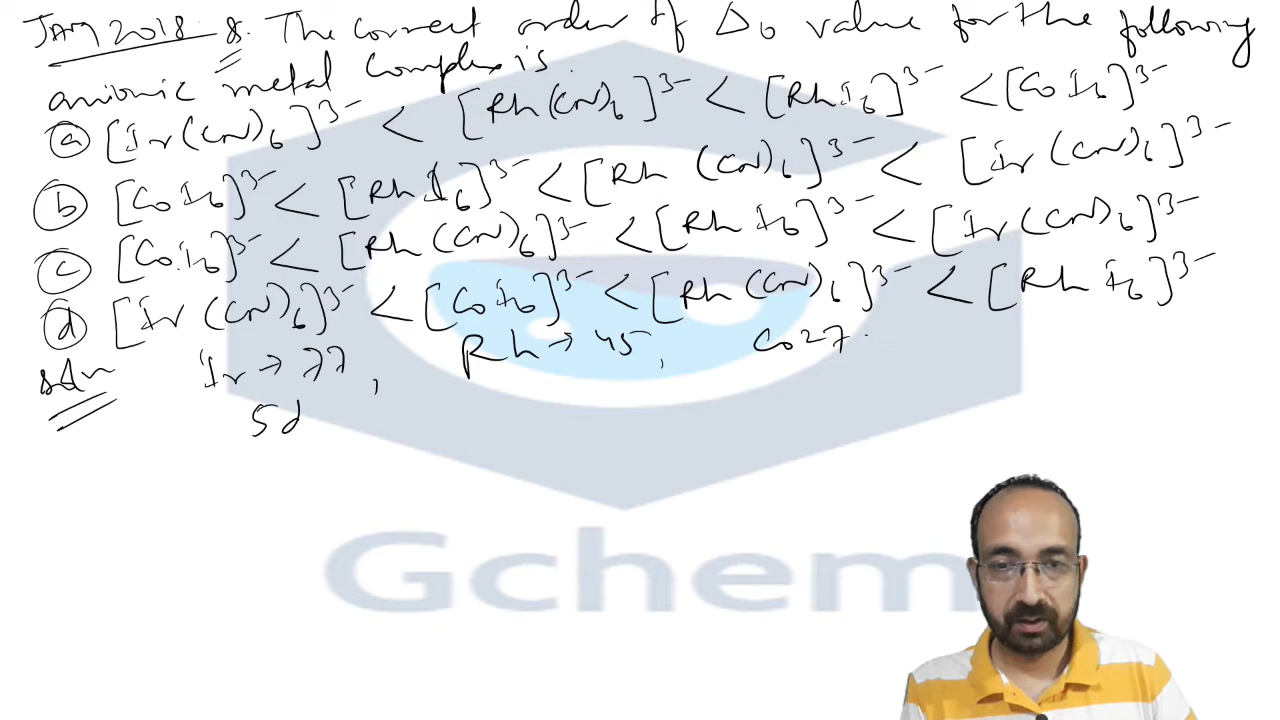 JAM 2018 8. The correct order of Δo value for the following
anionic metal complex is.
(a) [Ir(CN)6]3- < [Rh(CN)6]3- < [RhI6]3- < [CoI6]3-
(b) [CoI6]3- < [RhI6]3- < [Rh(CN)6]3- < [Ir(CN)6]3-
(c) [CoI6]3- < [Rh(CN)6]3- < [RhI6]3- < [Ir(CN)6]3-
(d) [Ir(CN)6]3- < [CoI6]3- < [Rh(CN)6]3- < [RhI6]3-
Soln Ir → 77, Rh → 45, Co 27.
5d
Gchem